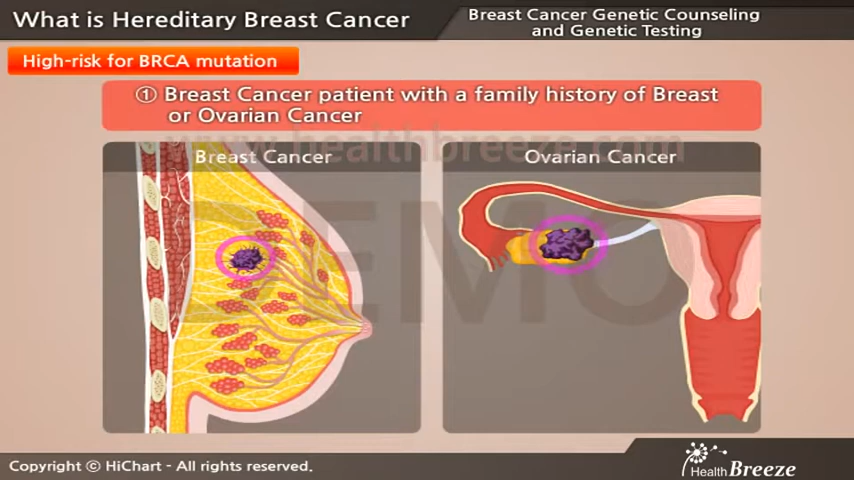 What is Hereditary Breast Cancer
Breast Cancer Genetic Counseling
and Genetic Testing
High-risk for BRCA mutation
① Breast Cancer patient with a family history of Breast
or Ovarian Cancer
www.healthbreeze.com
Breast Cancer
Ovarian Cancer
DEMO
Copyright © HiChart - All rights reserved.
Health Breeze